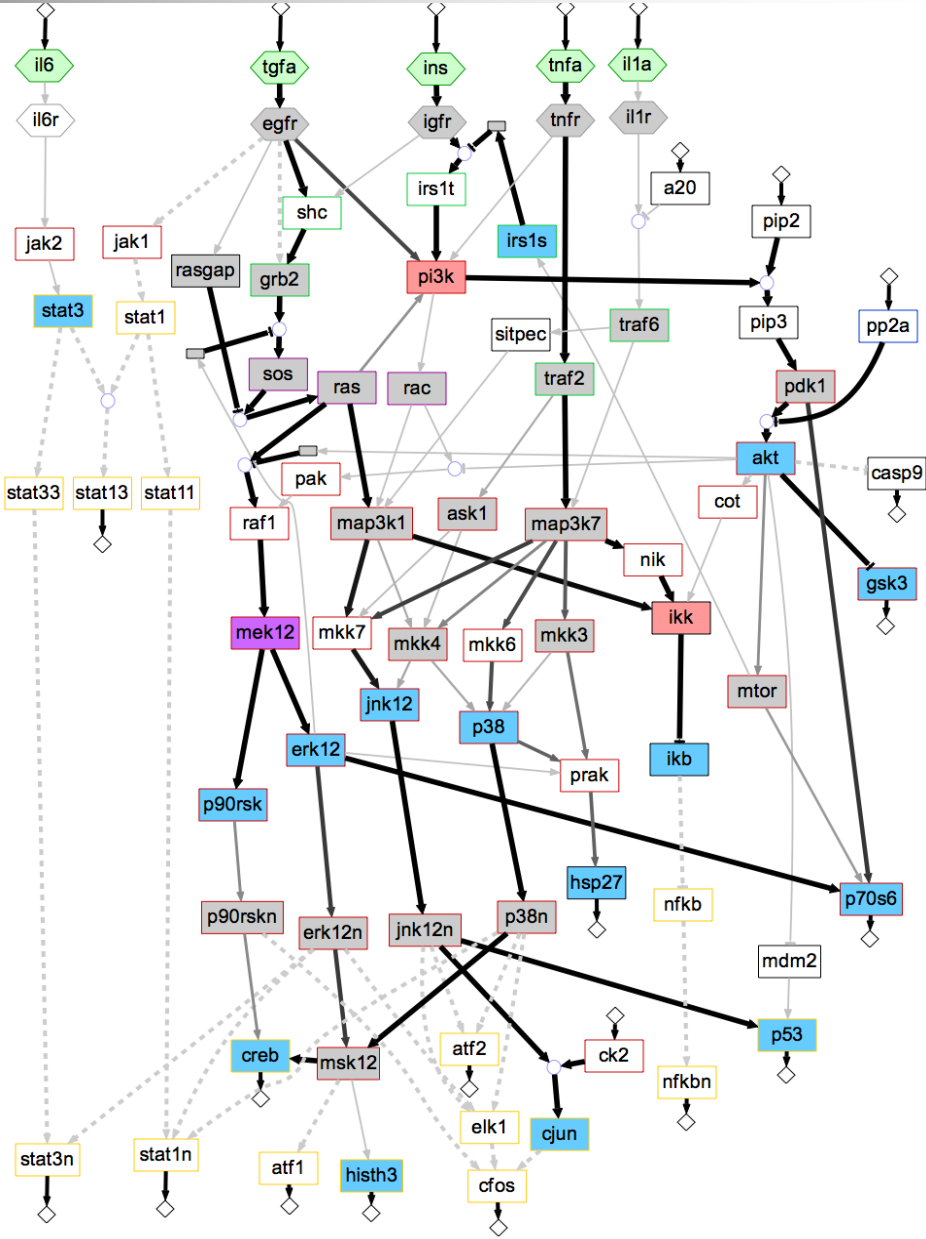 il6
tgfa
ins
tnfa
il1a
il6r
egfr
igfr
tnfr
il1r
a20
irs1t
shc
pip2
jak2
jak1
irs1s
rasgap
grb2
pi3k
stat3
stat1
sitpec
traf6
pip3
pp2a
sos
ras
rac
traf2
pdk1
akt
casp9
stat33
stat13
stat11
pak
cot
raf1
map3k1
ask1
map3k7
nik
gsk3
mek12
mkk7
mkk4
mkk6
mkk3
ikk
mtor
jnk12
p38
erk12
ikb
prak
p90rsk
hsp27
p70s6
nfkb
p90rskn
erk12n
jnk12n
p38n
mdm2
p53
creb
msk12
atf2
ck2
nfkbn
elk1
cjun
stat3n
stat1n
atf1
histh3
cfos